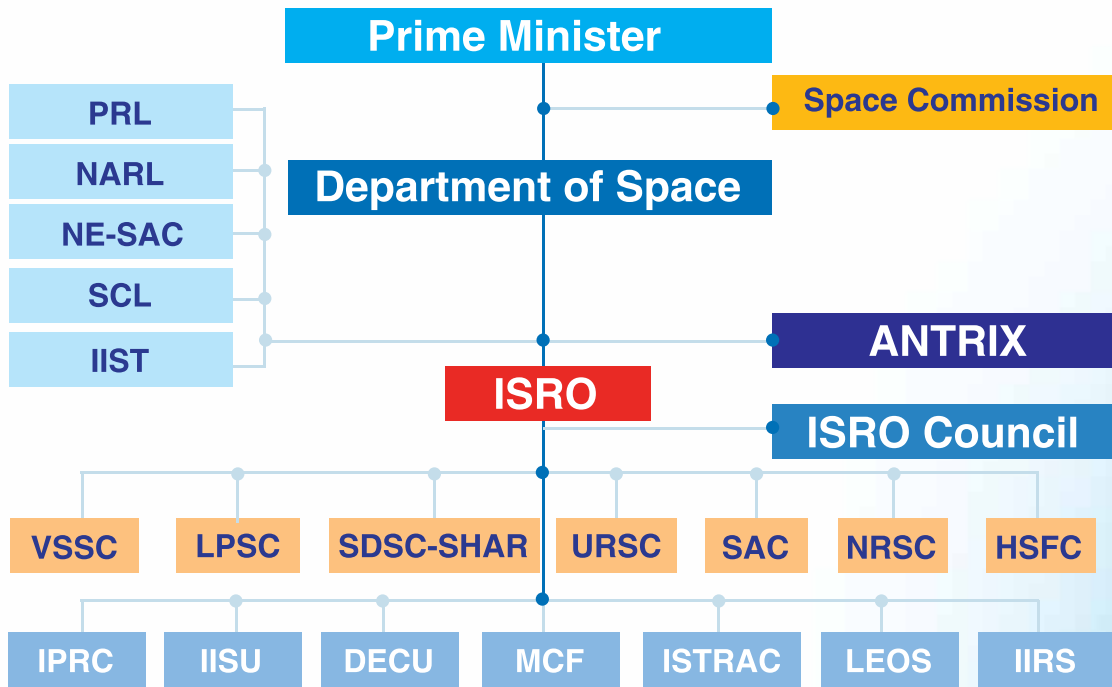 Prime Minister
Space Commission
PRL
NARL
Department of Space
NE-SAC
SCL
ANTRIX
IIST
ISRO
ISRO Council
VSSC
LPSC
SDSC-SHAR
URSC
SAC
NRSC
HSFC
IPRC
IISU
DECU
MCF
ISTRAC
LEOS
IIRS